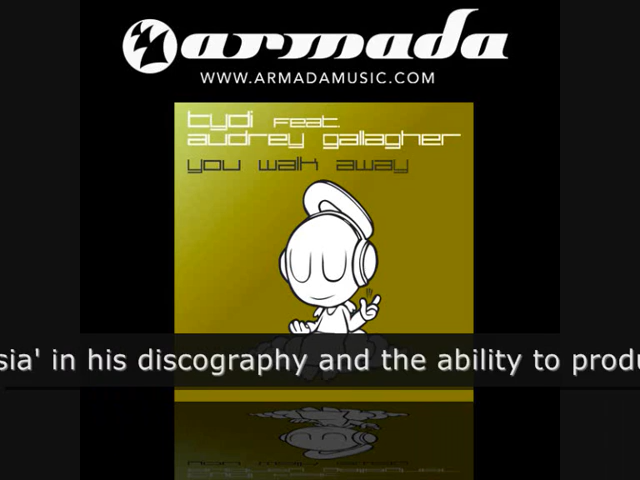 armada
WWW.ARMADAMUSIC.COM
tydi feat.
audrey gallagher
you walk away
sia' in his discography and the ability to produ